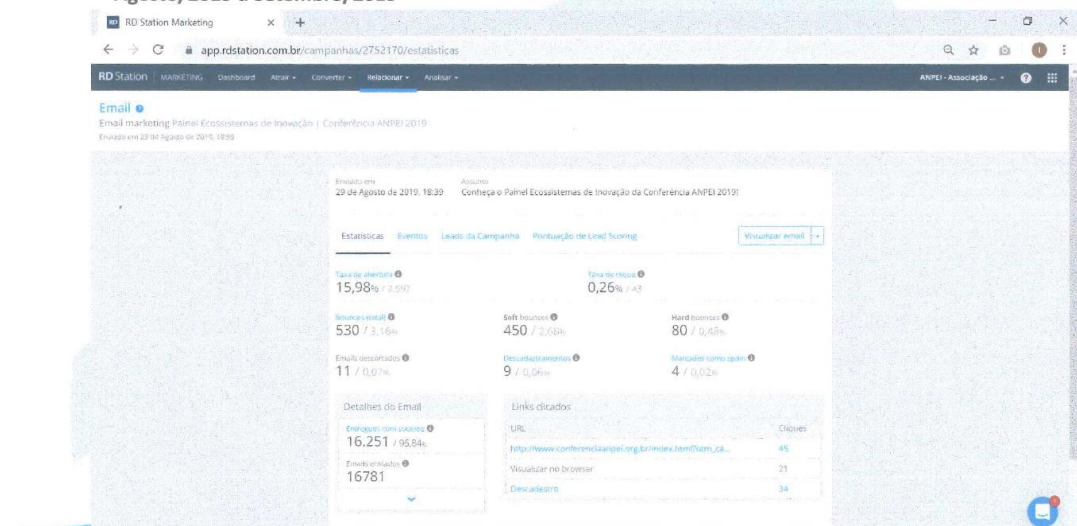 RD Station Marketing
app.rdstation.com.br/campanhas/2752170/estatisticas
RD Station MARKETING Dashboard Atrair Converter Relacionar Analisar ANPEI - Associação ...
Email
Email marketing Painel Ecossistemas de Inovação | Conferência ANPEI 2019
Enviado em 29 de Agosto de 2019, 18:39
Enviado em Assunto
29 de Agosto de 2019, 18:39 Conheça o Painel Ecossistemas de Inovação da Conferência ANPEI 2019!
Estatísticas Eventos Leads da Campanha Pontuação de Lead Scoring Visualizar email
Taxa de abertura Taxa de clique
15,98% / 2.597 0,26% / 43
Bounces (total) Soft bounces Hard bounces
530 / 3,16% 450 / 2,68% 80 / 0,48%
Emails descartados Descadastramentos Marcados como spam
11 / 0,07% 9 / 0,06% 4 / 0,02%
Detalhes do Email Links clicados
Entregues com sucesso URL Cliques
16.251 / 96,84% http://www.conferenciaanpei.org.br/index.html?utm_ca... 45
Emails enviados Visualizar no browser 21
16781 Descadastro 34